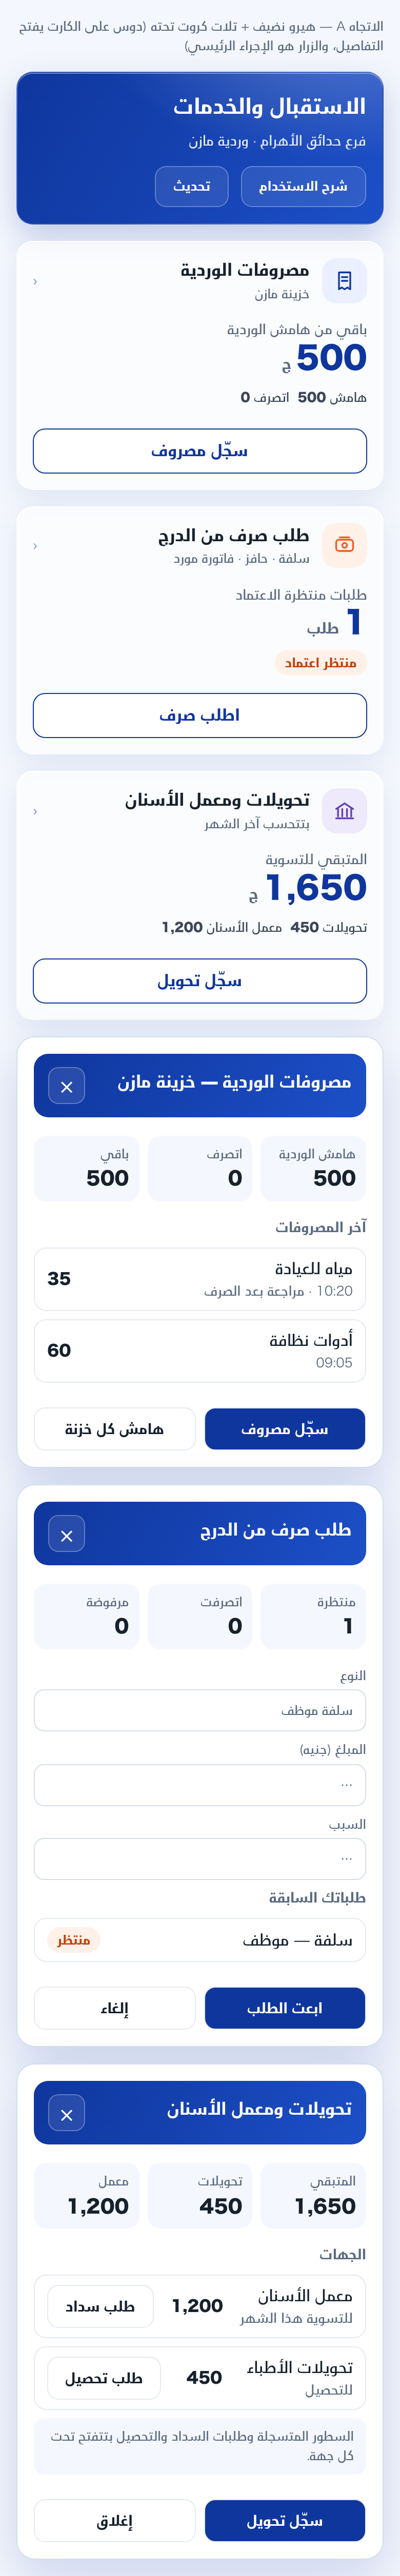 الاتجاه A — هيرو نضيف + تلات كروت تحته (دوس على الكارت يفتح
التفاصيل، والزرار هو الإجراء الرئيسي)
الاستقبال والخدمات
فرع حدائق الأهرام · وردية مازن
شرح الاستخدام
تحديث
مصروفات الوردية
خزينة مازن
باقي من هامش الوردية
500 ج
هامش 500 اتصرف 0
سجّل مصروف
طلب صرف من الدرج
سلفة · حافز · فاتورة مورد
طلبات منتظرة الاعتماد
1 طلب
منتظر اعتماد
اطلب صرف
تحويلات ومعمل الأسنان
بتتحسب آخر الشهر
المتبقي للتسوية
1,650 ج
تحويلات 450 معمل الأسنان 1,200
سجّل تحويل
مصروفات الوردية — خزينة مازن
×
هامش الوردية
500
اتصرف
0
باقي
500
آخر المصروفات
مياه للعيادة
10:20 · مراجعة بعد الصرف
35
أدوات نظافة
09:05
60
سجّل مصروف
هامش كل خزنة
طلب صرف من الدرج
×
منتظرة
1
اتصرفت
0
مرفوضة
0
النوع
سلفة موظف
المبلغ (جنيه)
...
السبب
...
طلباتك السابقة
سلفة — موظف
منتظر
ابعت الطلب
إلغاء
تحويلات ومعمل الأسنان
×
المتبقي
1,650
تحويلات
450
معمل
1,200
الجهات
معمل الأسنان
للتسوية هذا الشهر
1,200
طلب سداد
تحويلات الأطباء
للتحصيل
450
طلب تحصيل
السطور المتسجلة وطلبات السداد والتحصيل بتتفتح تحت
كل جهة.
سجّل تحويل
إغلاق